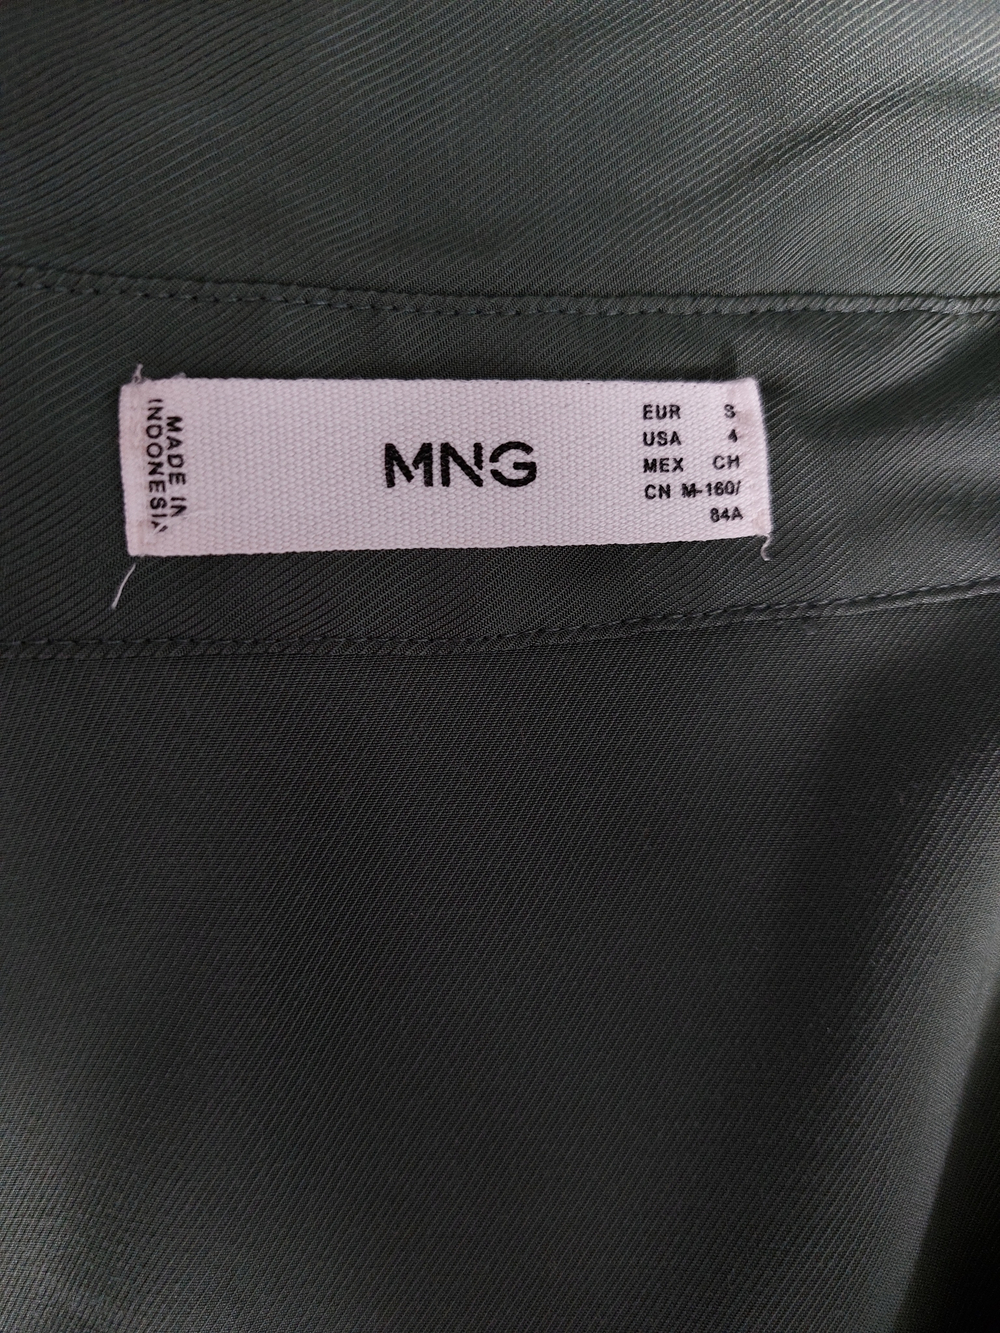 MADE IN
INDONESIA
MNG
EUR S
USA 4
MEX CH
CN M-160/
84A